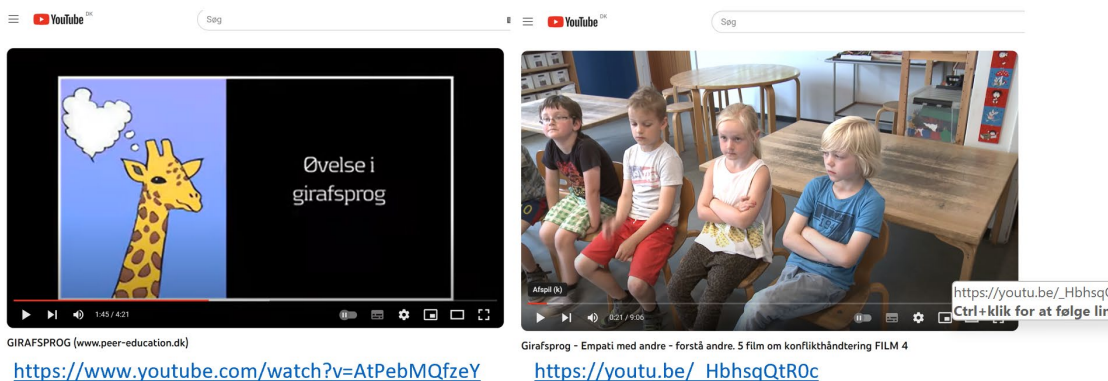 YouTube DK
Søg
Øvelse i
girafsprog
1:45 / 4:21
GIRAFSPROG (www.peer-education.dk)
https://www.youtube.com/watch?v=AtPebMQfzeY
YouTube DK
Søg
Afspil (k)
0:21 / 9:06
https://youtu.be/_Hbhsq
Ctrl+klik for at følge lin
Girafsprog - Empati med andre - forstå andre. 5 film om konflikthåndtering FILM 4
https://youtu.be/_HbhsqQtR0c